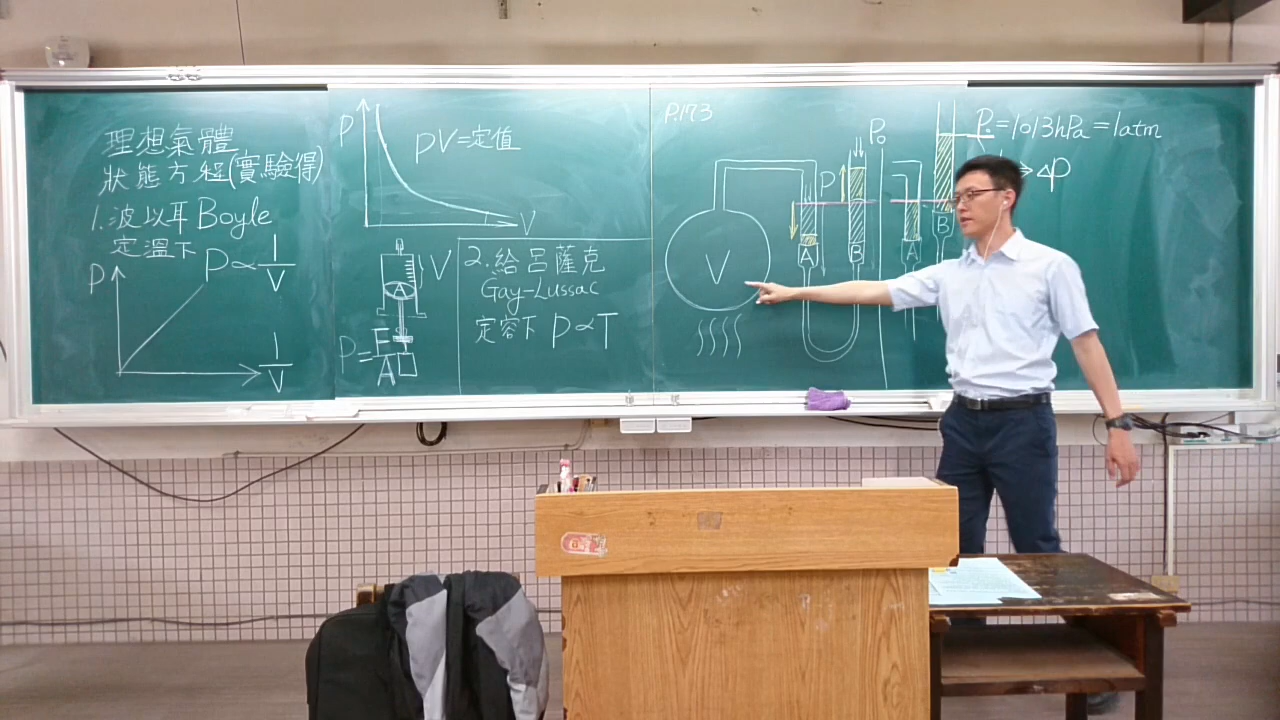 理想氣體
狀態方程(實驗得)
1.波以耳 Boyle
定溫下 P∝1/V
P
1/V
P
PV=定值
V
A
V
P=F/A
2.給呂薩克
Gay-Lussac
定容下 P∝T
P.173
V
A
B
P
P₀
A
B
P₀=1013hPa=1atm
→ΔP